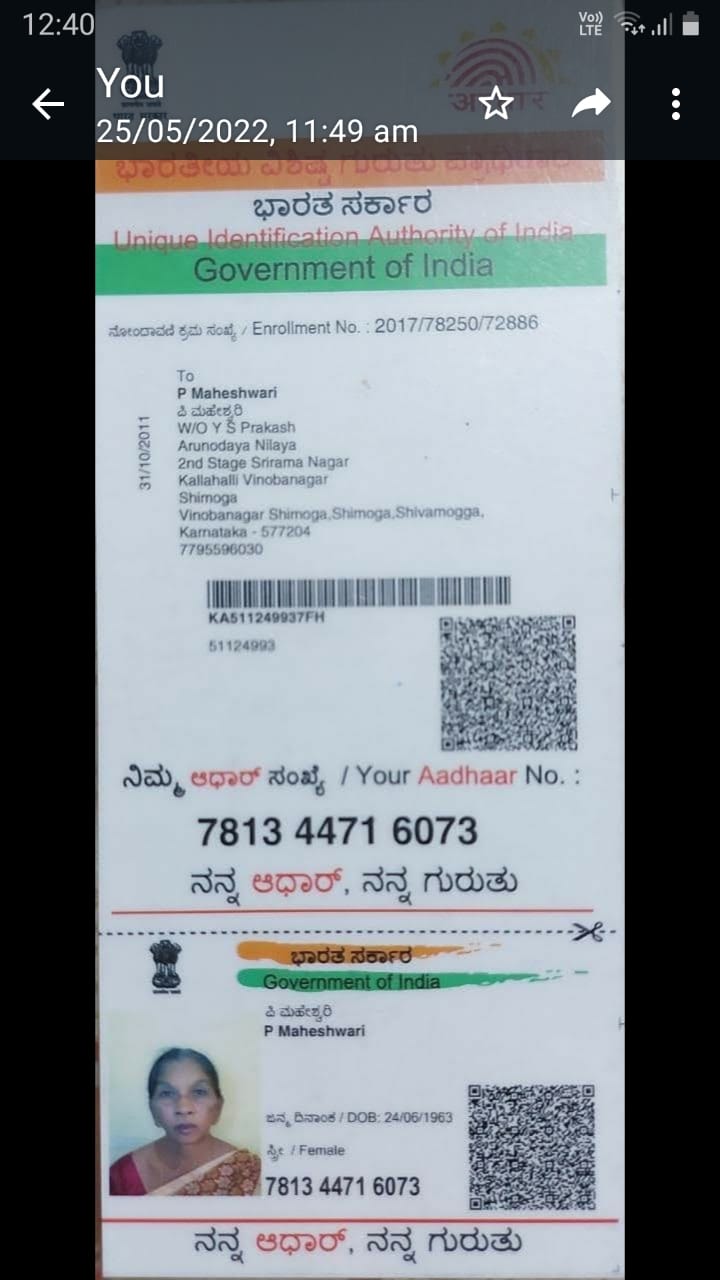 12:40
Vo)) LTE
You
25/05/2022, 11:49 am
ಭಾರತೀಯ ವಿಶಿಷ್ಟ ಗುರುತು ಪ್ರಾಧಿಕಾರ
ಭಾರತ ಸರ್ಕಾರ
Unique Identification Authority of India
Government of India
ನೋಂದಾವಣಿ ಕ್ರಮ ಸಂಖ್ಯೆ / Enrollment No. : 2017/78250/72886
31/10/2011
To
P Maheshwari
ಪಿ ಮಹೇಶ್ವರಿ
W/O Y S Prakash
Arunodaya Nilaya
2nd Stage Srirama Nagar
Kallahalli Vinobanagar
Shimoga
Vinobanagar Shimoga,Shimoga,Shivamogga,
Karnataka - 577204
7795596030
KA511249937FH
51124993
ನಿಮ್ಮ ಆಧಾರ್ ಸಂಖ್ಯೆ / Your Aadhaar No. :
7813 4471 6073
ನನ್ನ ಆಧಾರ್, ನನ್ನ ಗುರುತು
ಭಾರತ ಸರ್ಕಾರ
Government of India
ಪಿ ಮಹೇಶ್ವರಿ
P Maheshwari
ಜನ್ಮ ದಿನಾಂಕ / DOB: 24/06/1963
ಸ್ತ್ರೀ / Female
7813 4471 6073
ನನ್ನ ಆಧಾರ್, ನನ್ನ ಗುರುತು